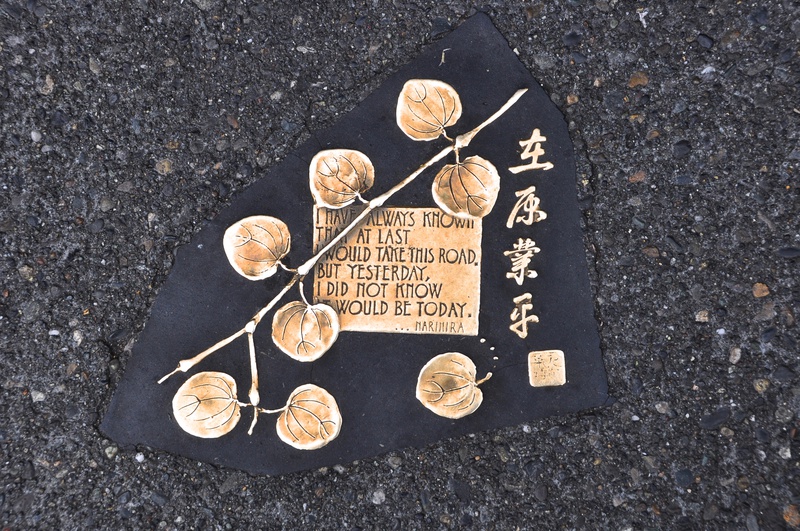 I HAVE ALWAYS KNOWN
THAT AT LAST
I WOULD TAKE THIS ROAD,
BUT YESTERDAY,
I DID NOT KNOW
IT WOULD BE TODAY.
... NARIHIRA
在原業平